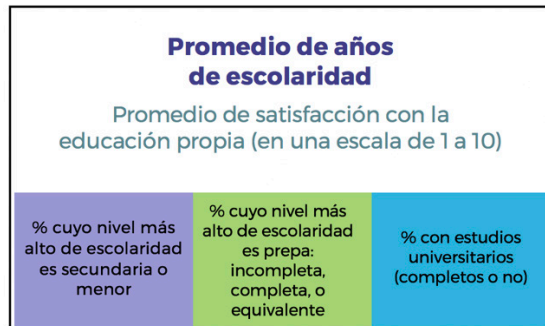 Promedio de años
de escolaridad
Promedio de satisfacción con la
educación propia (en una escala de 1 a 10)
% cuyo nivel más
alto de escolaridad
es secundaria o
menor
% cuyo nivel más
alto de escolaridad
es prepa:
incompleta,
completa, o
equivalente
% con estudios
universitarios
(completos o no)